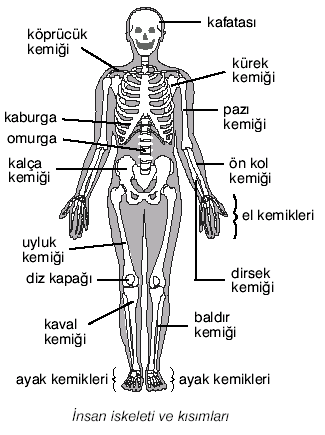 kafatası
köprücük
kemiği
kürek
kemiği
kaburga
pazı
kemiği
omurga
kalça
kemiği
ön kol
kemiği
el kemikleri
uyluk
kemiği
diz kapağı
dirsek
kemiği
kaval
kemiği
baldır
kemiği
ayak kemikleri
ayak kemikleri
İnsan iskeleti ve kısımları